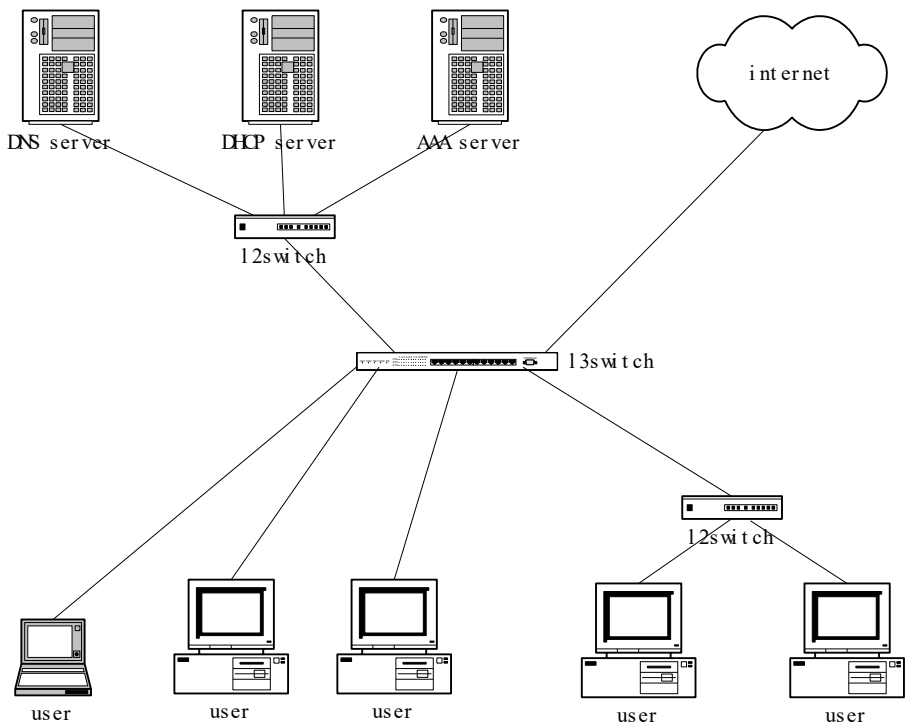 internet
DNS server
DHCP server
AAA server
l2switch
l3switch
l2switch
user
user
user
user
user